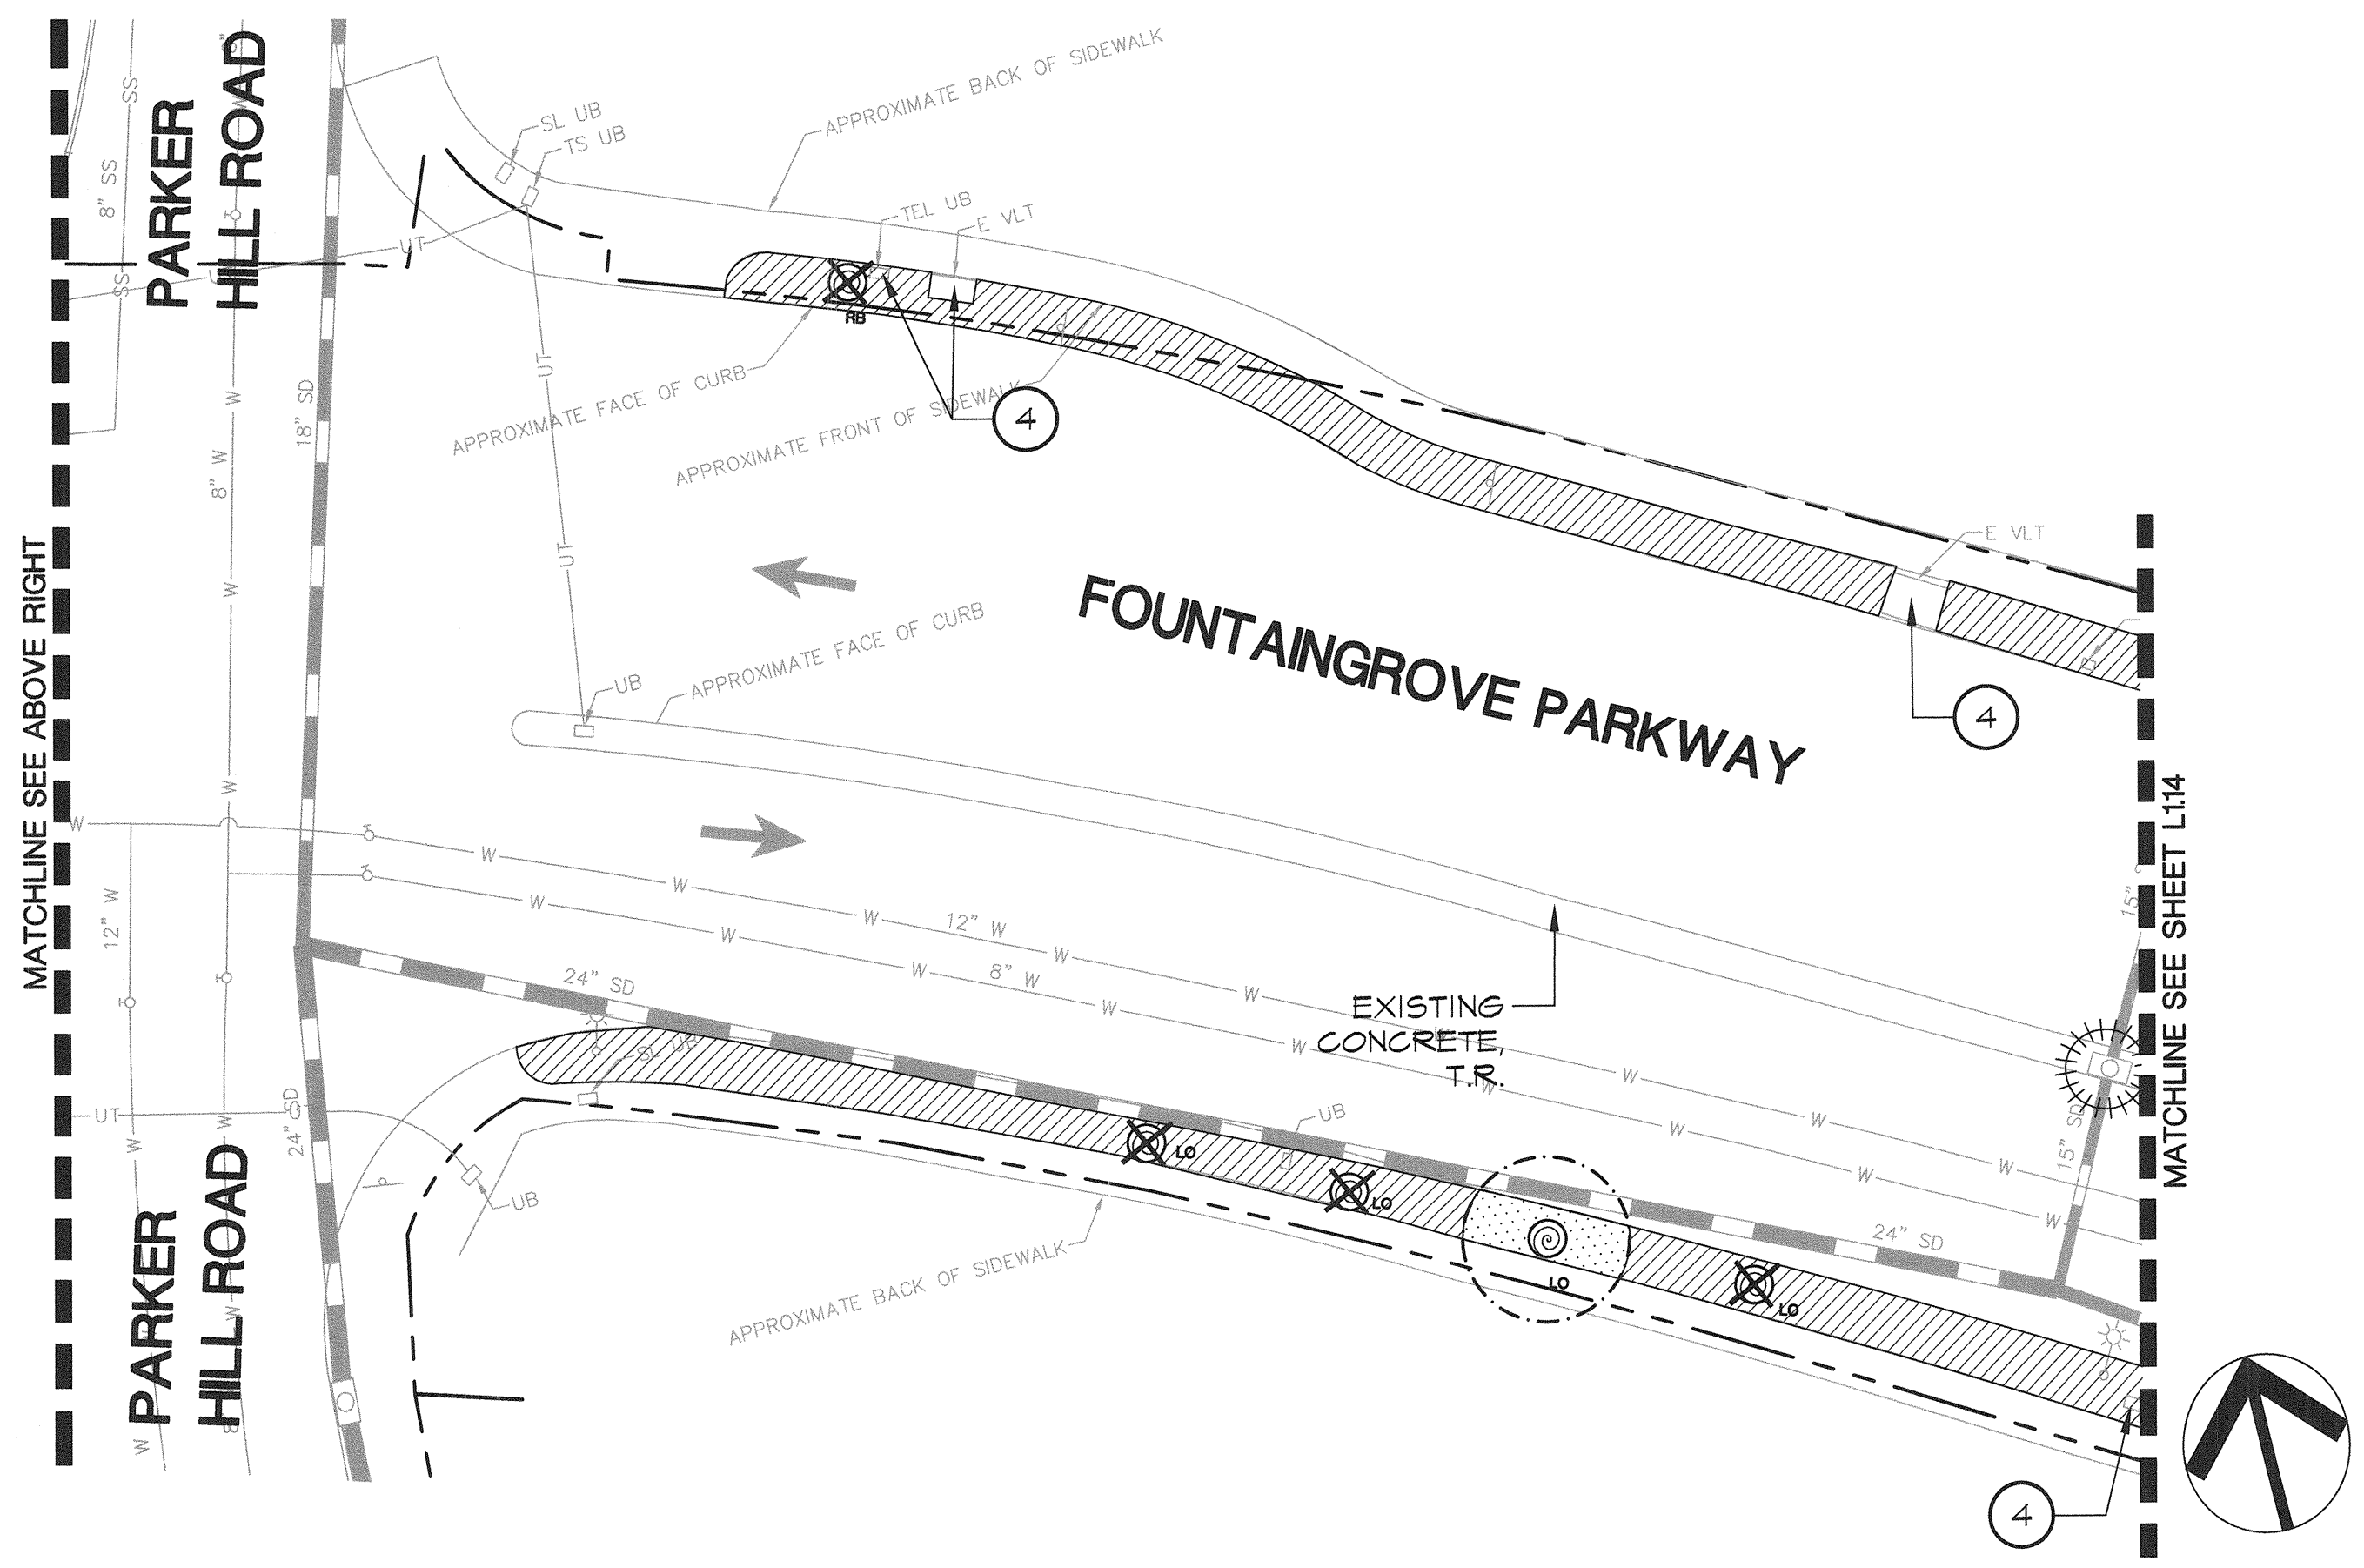 PARKER
HILL ROAD
SS
8" SS
SS
W
8" W
W
W
W
18" SD
SL UB
TS UB
UT
APPROXIMATE BACK OF SIDEWALK
TEL UB
E VLT
RB
UT
UT
APPROXIMATE FACE OF CURB
APPROXIMATE FRONT OF SIDEWALK
4
E VLT
4
MATCHLINE SEE ABOVE RIGHT
FOUNTAINGROVE PARKWAY
UB
APPROXIMATE FACE OF CURB
MATCHLINE SEE SHEET L1.14
W
12" W
W
W
W
12" W
W
W
W
W
W
W
W
8" W
W
W
W
W
W
EXISTING
CONCRETE,
T.R.
15"
15" SD
24" SD
SL UB
UB
24" SD
UT
24" SD
W
W
UB
LO
LO
LO
LO
APPROXIMATE BACK OF SIDEWALK
PARKER
HILL ROAD
W
W
8"
4